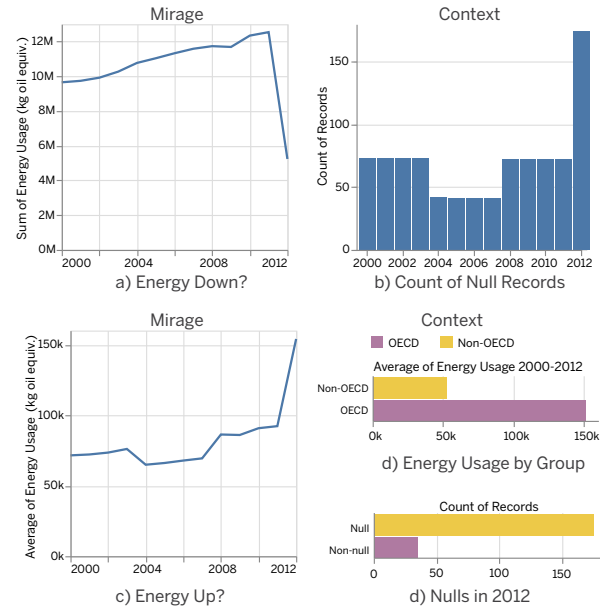 Mirage
Sum of Energy Usage (kg oil equiv.)
12M
10M
8M
6M
4M
2M
0M
2000 2004 2008 2012
a) Energy Down?
Context
Count of Records
150
100
50
0
2000 2002 2004 2006 2008 2010 2012
b) Count of Null Records
Mirage
Average of Energy Usage (kg oil equiv.)
150k
100k
50k
0k
2000 2004 2008 2012
c) Energy Up?
Context
OECD Non-OECD
Average of Energy Usage 2000-2012
Non-OECD
OECD
0k 50k 100k 150k
d) Energy Usage by Group
Count of Records
Null
Non-null
0 50 100 150
d) Nulls in 2012